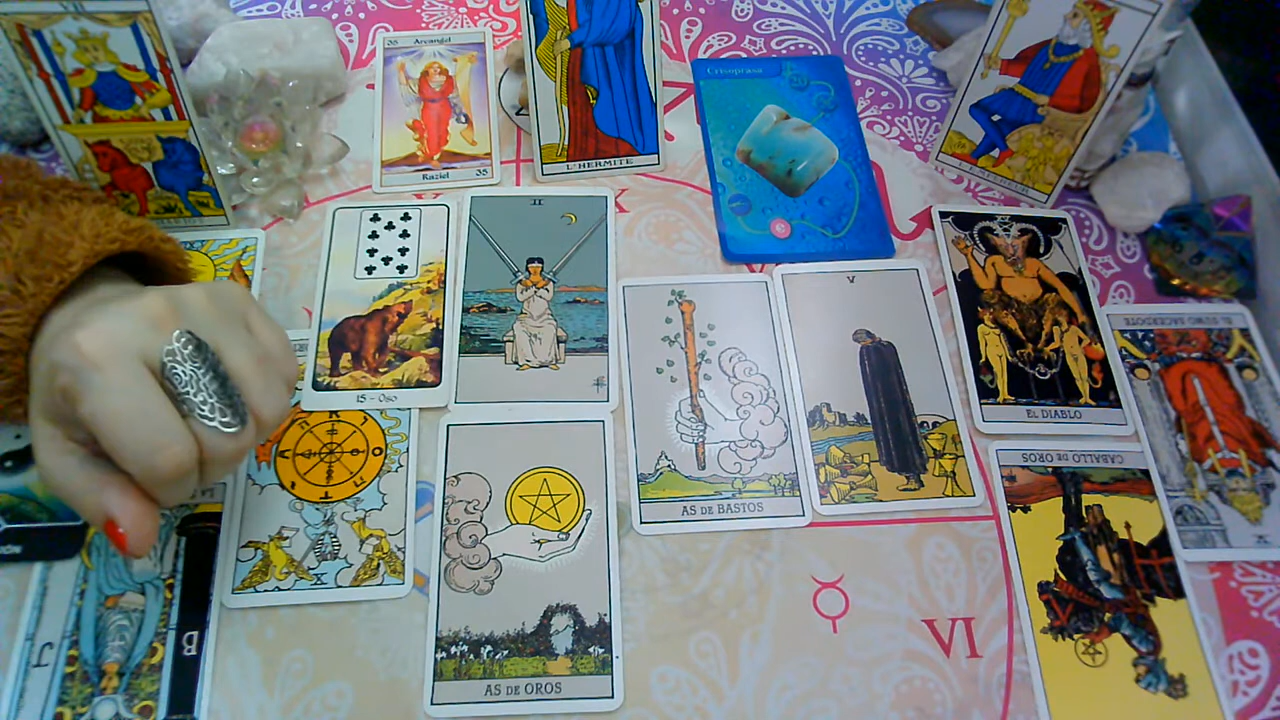 35 Arcangel
Raziel 35
L'HERMITE
Crisoprasa
II
15 - Oso
V
XV
EL DIABLO
EL SUMO SACERDOTE
AS DE BASTOS
CABALLO DE OROS
X
AS DE OROS
VI
B
J